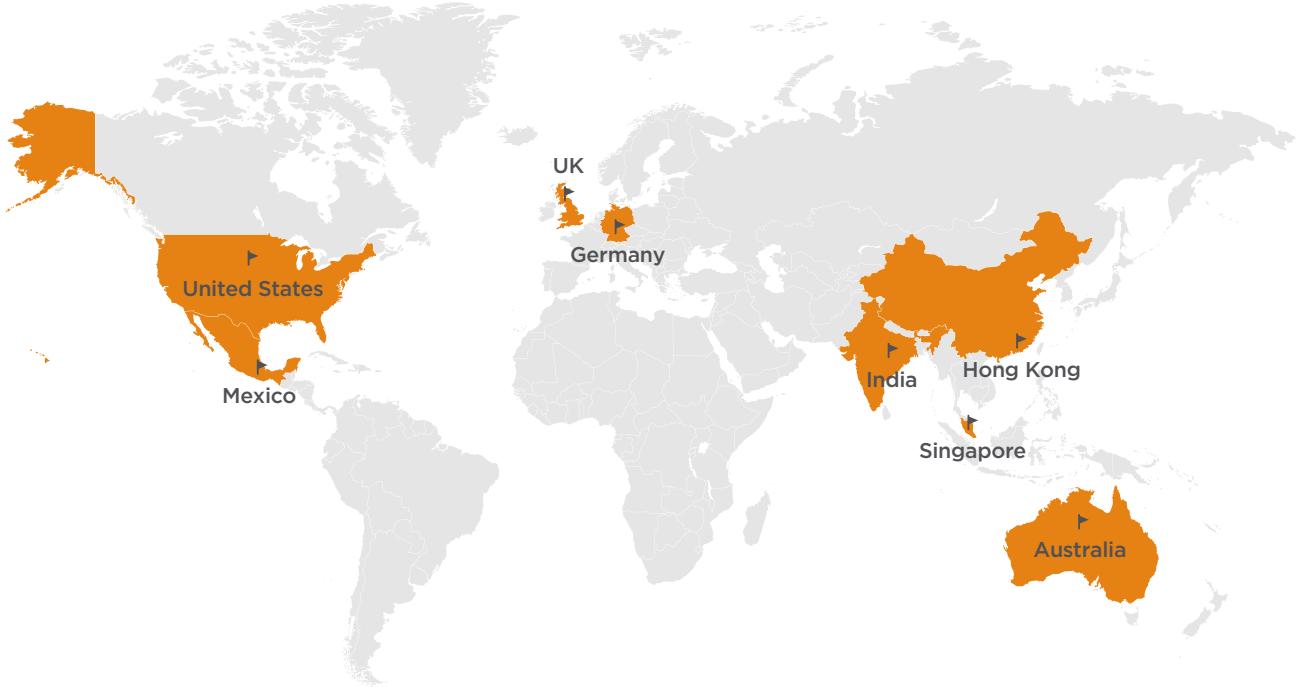 UK
Germany
United States
Mexico
India
Hong Kong
Singapore
Australia